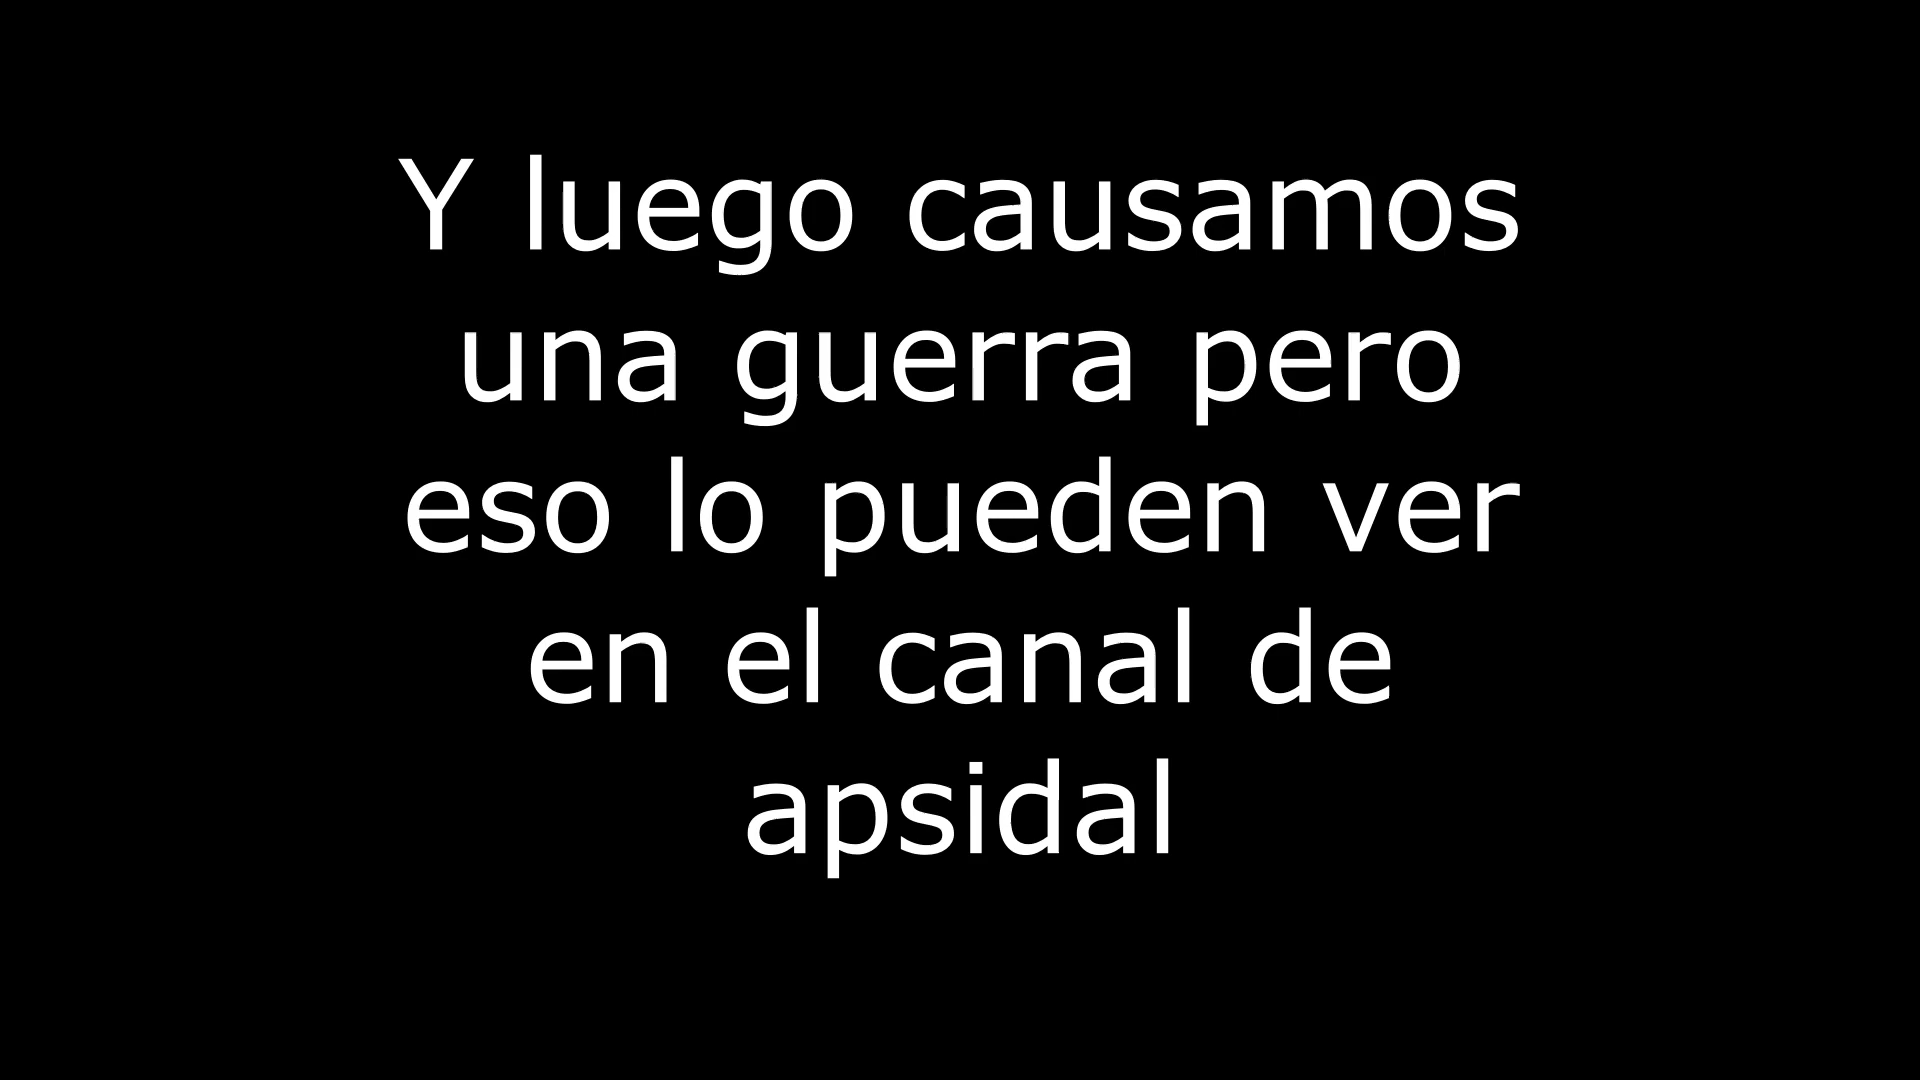 Y luego causamos
una guerra pero
eso lo pueden ver
en el canal de
apsidal